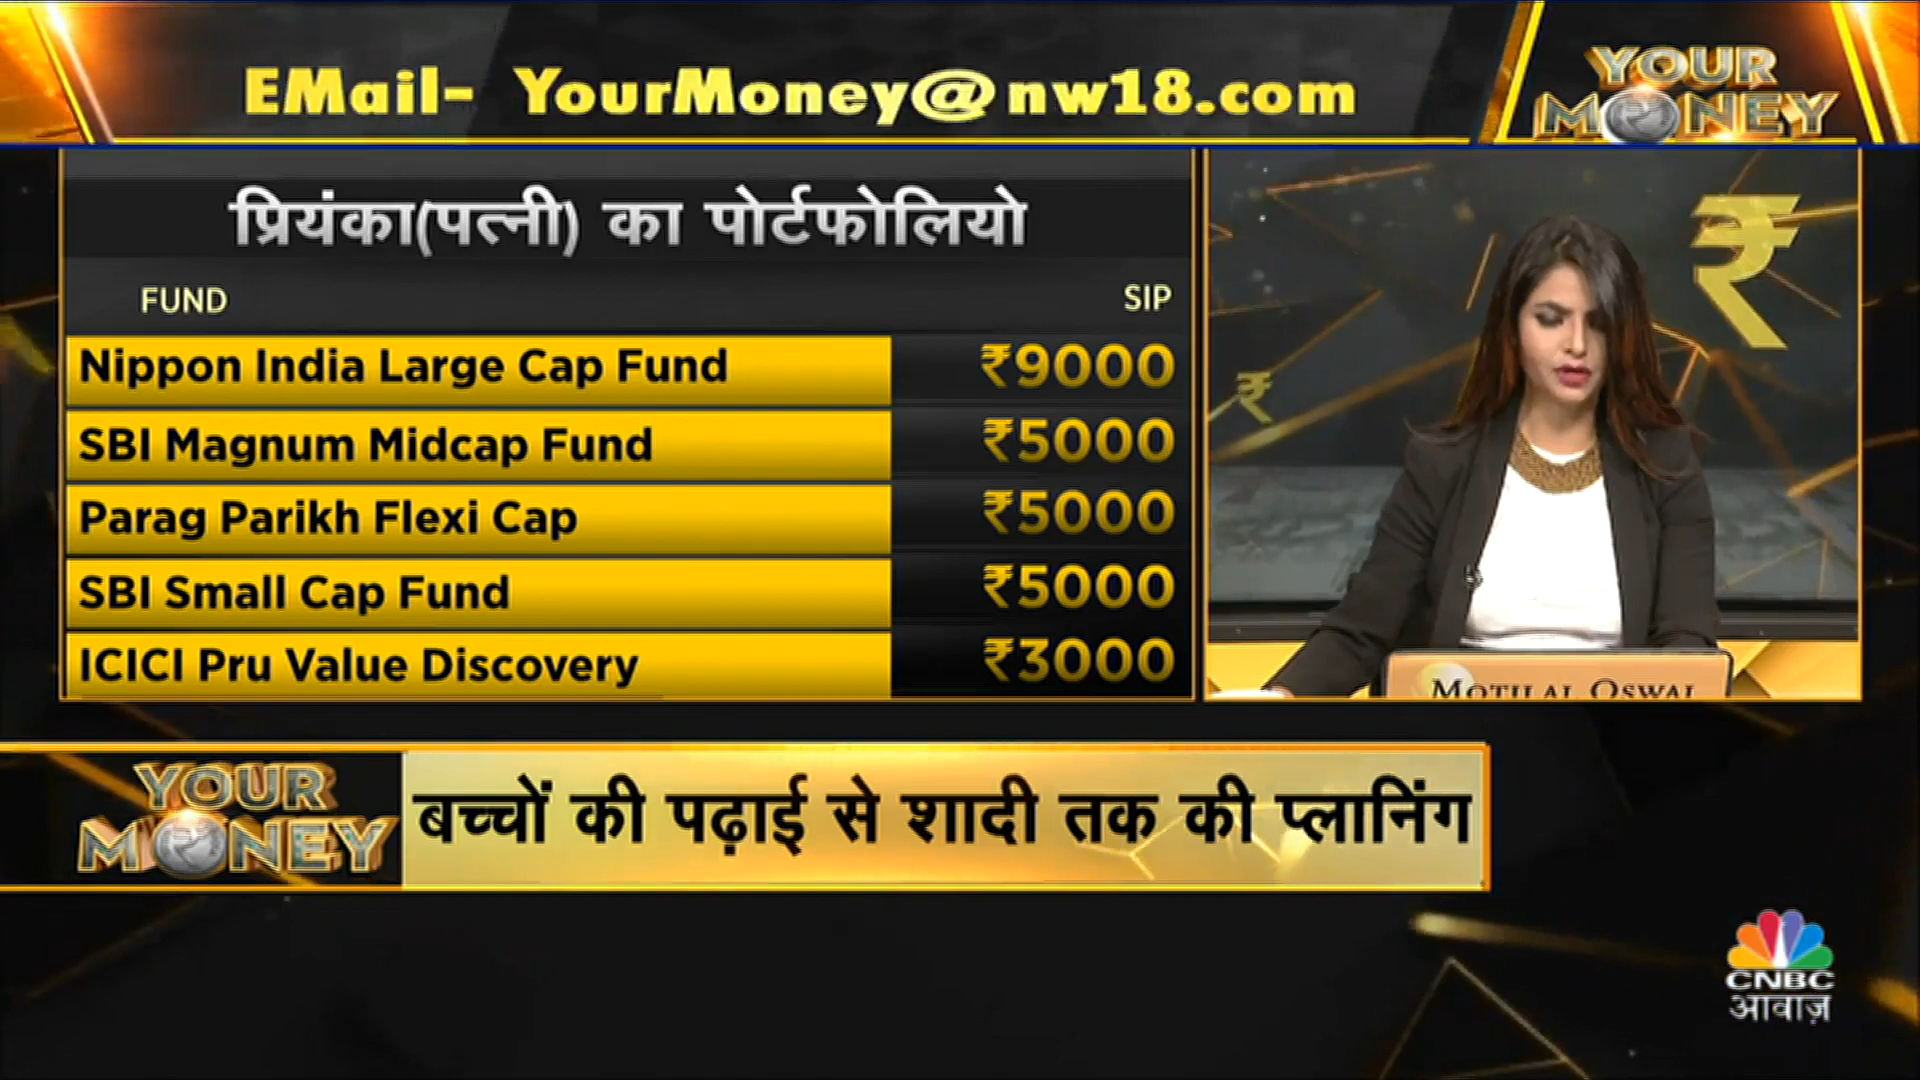 EMail- YourMoney@nw18.com
YOUR
MONEY
प्रियंका(पत्नी) का पोर्टफोलियो
FUND SIP
Nippon India Large Cap Fund ₹9000
SBI Magnum Midcap Fund ₹5000
Parag Parikh Flexi Cap ₹5000
SBI Small Cap Fund ₹5000
ICICI Pru Value Discovery ₹3000
₹
₹
MOTILAL OSWAL
YOUR
MONEY
बच्चों की पढ़ाई से शादी तक की प्लानिंग
CNBC
आवाज़